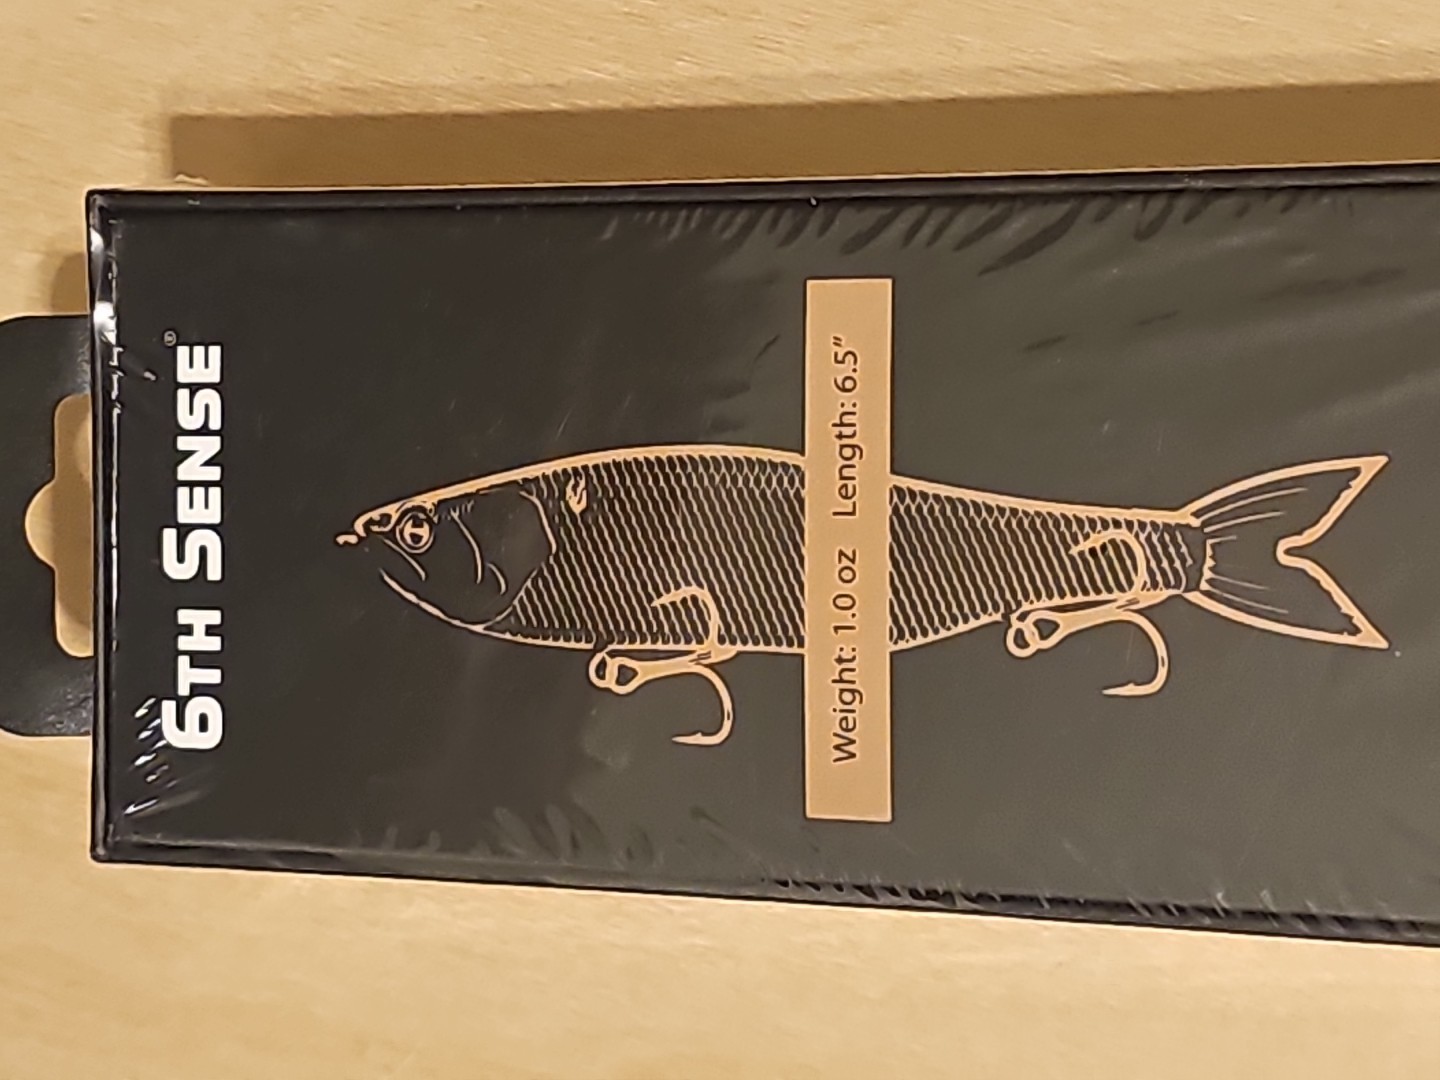 6TH SENSE®
Weight: 1.0 oz Length: 6.5"